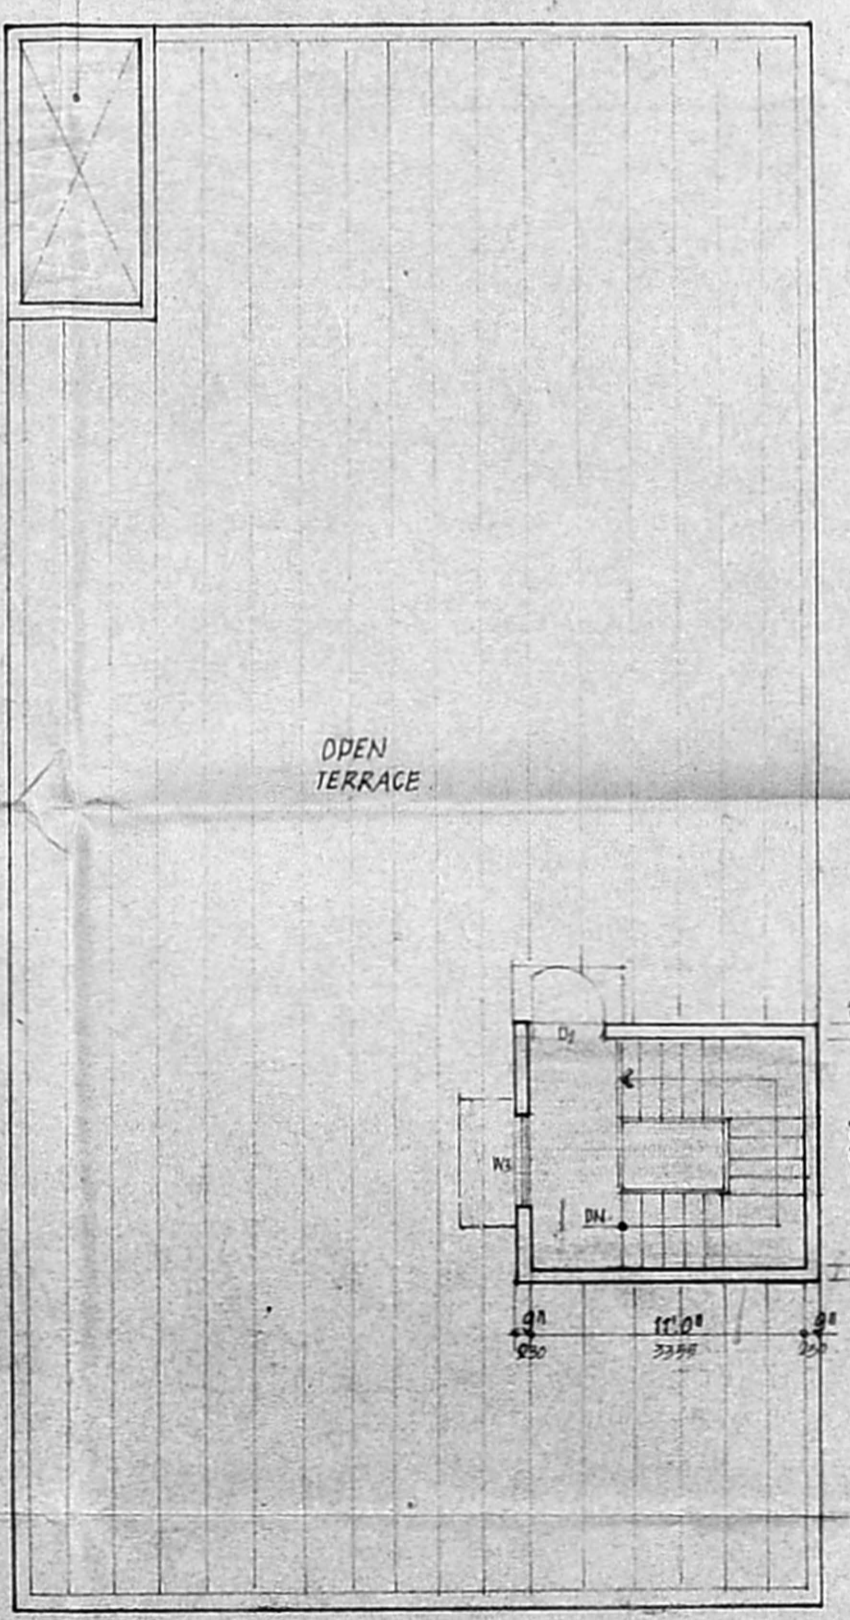 OPEN
TERRACE
D1
W3
DN.
9" 11'0" 9"
230 3355 230